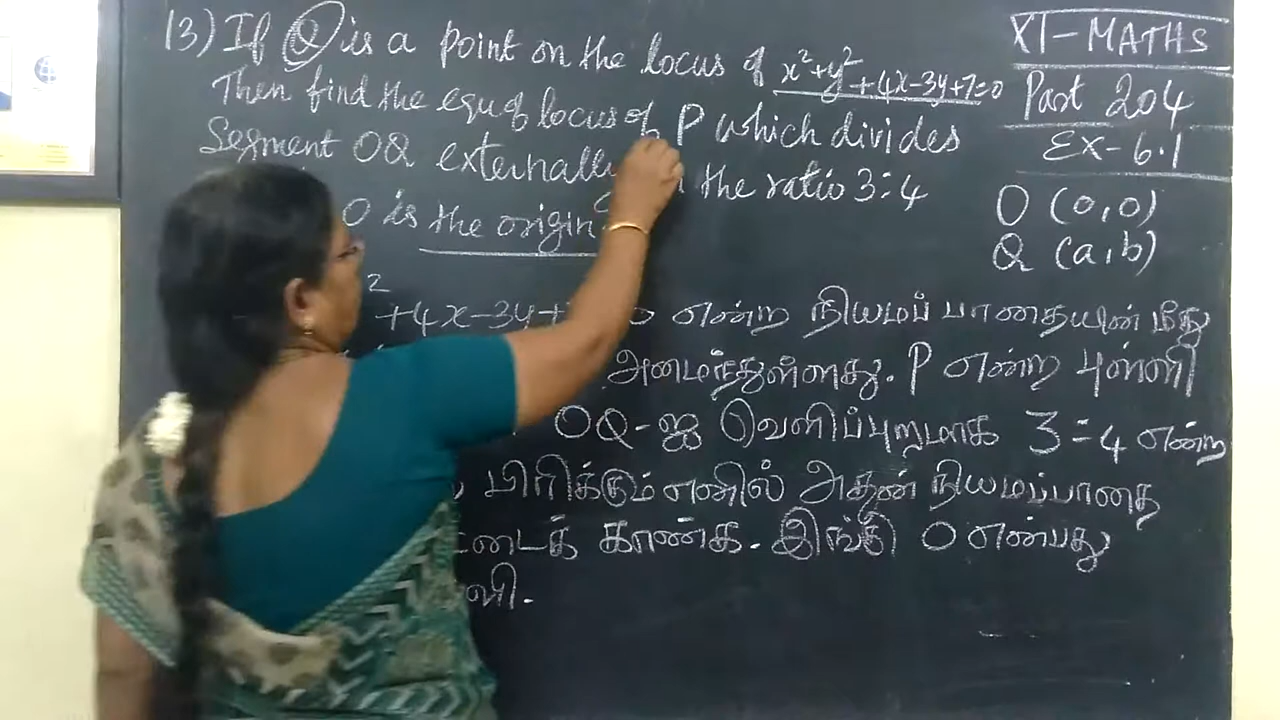 13) If Q is a point on the locus of x²+y²+4x-3y+7=0
Then find the equ of locus of P which divides
Segment OQ externally the ratio 3:4
O is the origin
XI-MATHS
Part 204
Ex-6.1
O (0,0)
Q (a,b)
2
+4x-3y+ என்ற நியமப் பாதையின் மீது
அமைந்துள்ளது. P என்ற புள்ளி
OQ-ஐ வெளிப்புறமாக 3:4 என்ற
பிரிக்கும் எனில் அதன் நியமப்பாதை
காண்க. இங்கு O என்பது